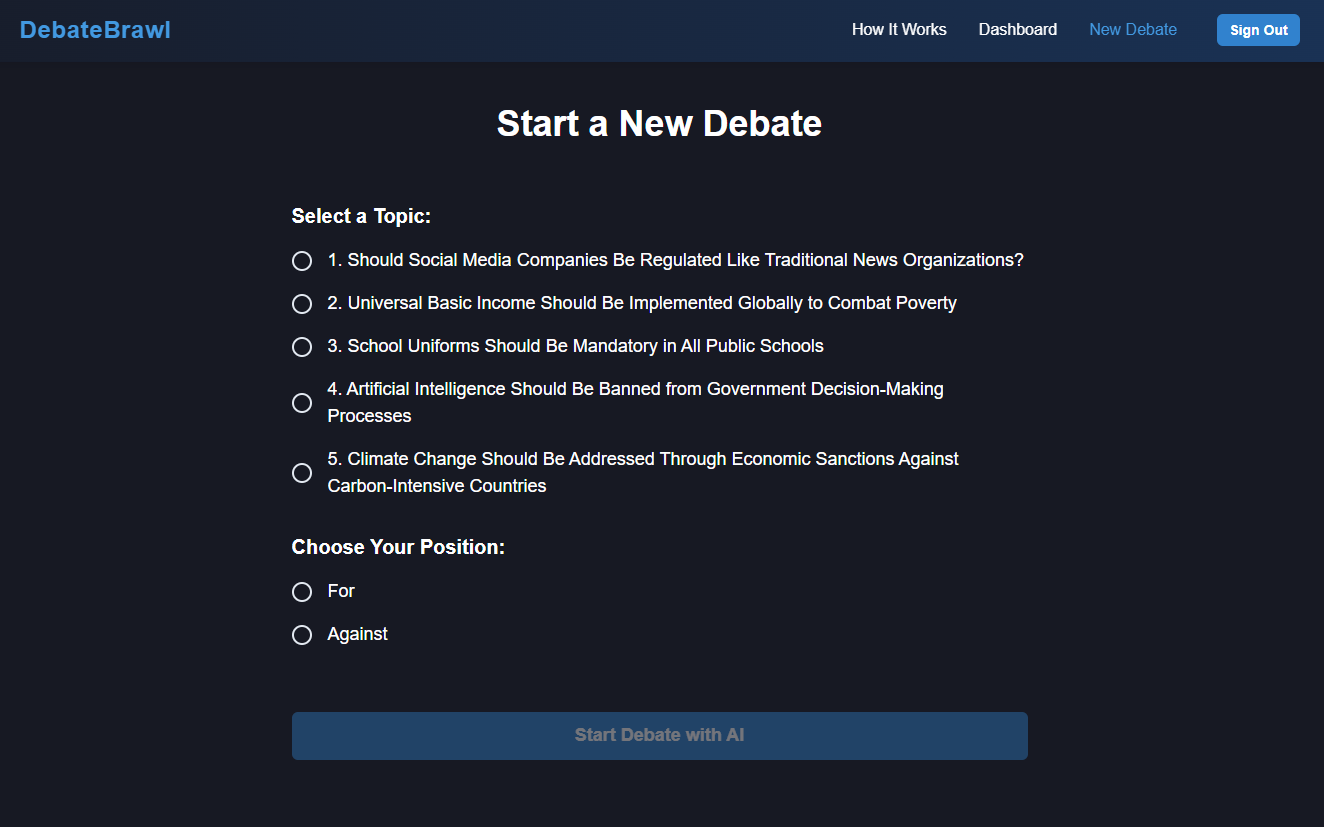 DebateBrawl
How It Works
Dashboard
New Debate
Sign Out
Start a New Debate
Select a Topic:
1. Should Social Media Companies Be Regulated Like Traditional News Organizations?
2. Universal Basic Income Should Be Implemented Globally to Combat Poverty
3. School Uniforms Should Be Mandatory in All Public Schools
4. Artificial Intelligence Should Be Banned from Government Decision-Making
Processes
5. Climate Change Should Be Addressed Through Economic Sanctions Against
Carbon-Intensive Countries
Choose Your Position:
For
Against
Start Debate with AI